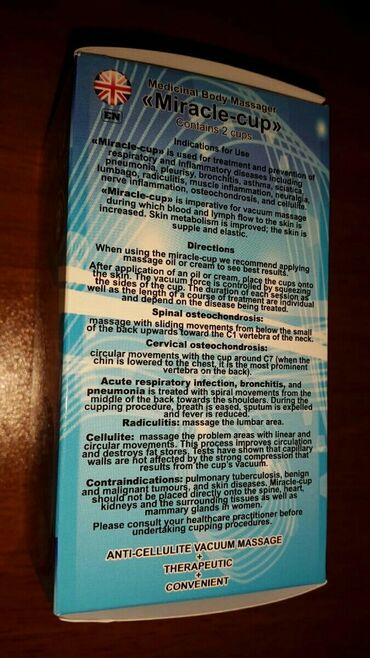 Medicinal Body Massager
«Miracle-cup»
Contains 2 cups
EN
Indications for Use
«Miracle-cup» is used for treatment and prevention of
respiratory and inflammatory diseases including
pneumonia, pleurisy, bronchitis, asthma, sciatica,
lumbago, radiculitis, muscle inflammation, neuralgia,
nerve inflammation, osteochondrosis, and cellulite.
«Miracle-cup» is imperative for vacuum massage
during which blood and lymph flow to the skin is
increased. Skin metabolism is improved; the skin is
supple and elastic.
Directions
When using the miracle-cup we recommend applying
massage oil or cream to see best results.
After application of an oil or cream, place the cups onto
the skin. The vacuum force is controlled by squeezing
the sides of the cup. The duration of each session as
well as the length of a course of treatment are individual
and depend on the disease being treated.
Spinal osteochondrosis:
massage with sliding movements from below the small
of the back upwards toward the C1 vertebra of the neck.
Cervical osteochondrosis:
circular movements with the cup around C7 (when the
chin is lowered to the chest, it is the most prominent
vertebra on the back).
Acute respiratory infection, bronchitis, and
pneumonia is treated with spiral movements from the
middle of the back towards the shoulders. During the
cupping procedure, breath is eased, sputum is expelled
and fever is reduced.
Radiculitis: massage the lumbar area.
Cellulite: massage the problem areas with linear and
circular movements. This process improves circulation
and destroys fat stores. Tests have shown that capillary
walls are not affected by the strong compression that
results from the cup's vacuum.
Contraindications: pulmonary tuberculosis, benign
and malignant tumours, and skin diseases. Miracle-cup
should not be placed directly onto the spine, heart,
kidneys and the surrounding tissues as well as
mammary glands in women.
Please consult your healthcare practitioner before
undertaking cupping procedures.
ANTI-CELLULITE VACUUM MASSAGE
+
THERAPEUTIC
+
CONVENIENT